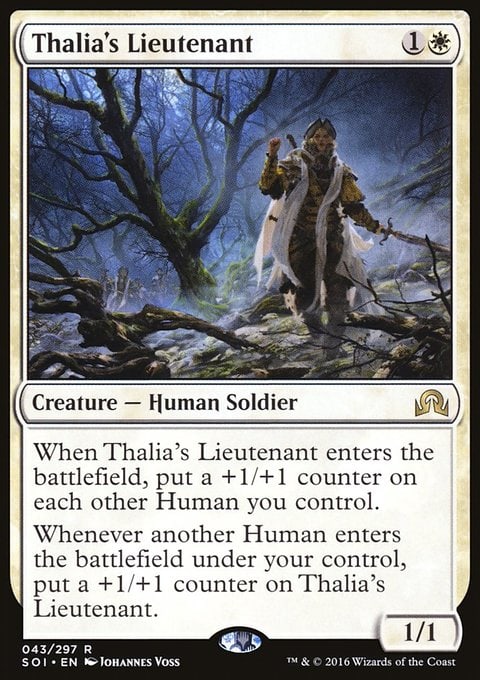 Thalia's Lieutenant 1
Creature — Human Soldier
When Thalia's Lieutenant enters the
battlefield, put a +1/+1 counter on
each other Human you control.
Whenever another Human enters
the battlefield under your control,
put a +1/+1 counter on Thalia's
Lieutenant.
1/1
043/297 R
SOI • EN Johannes Voss
™ & © 2016 Wizards of the Coast